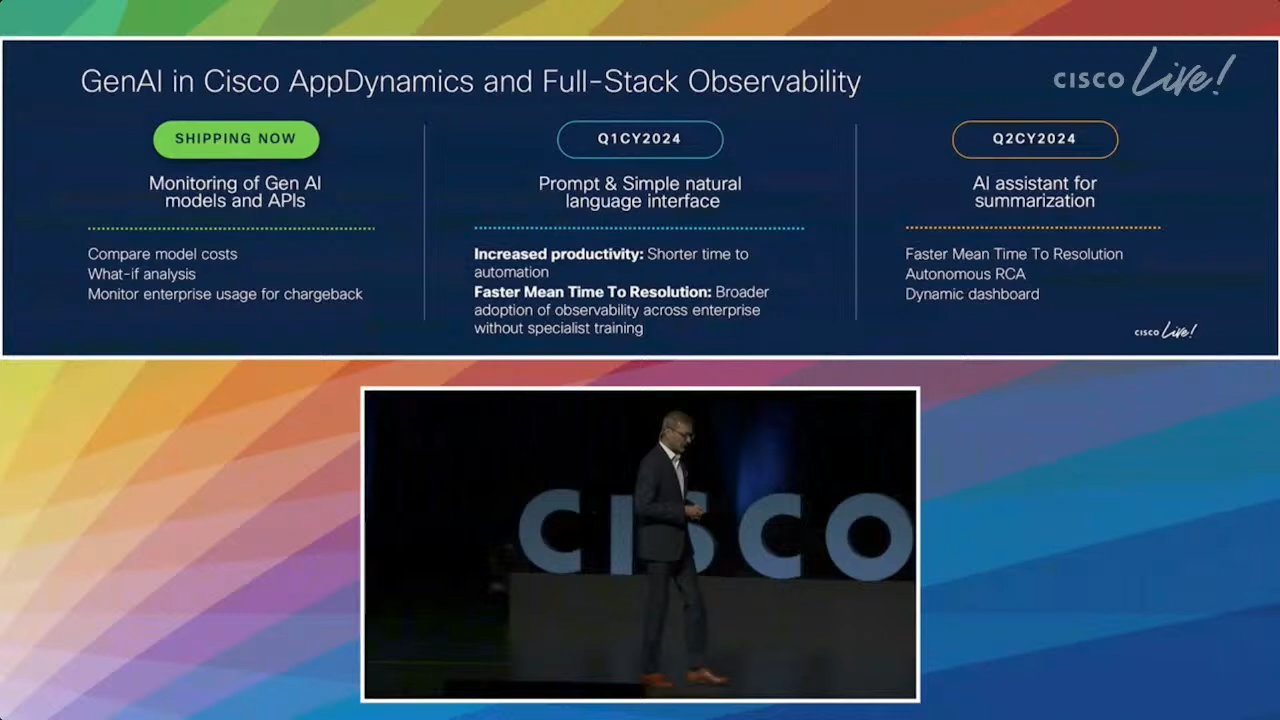 GenAI in Cisco AppDynamics and Full-Stack Observability
CISCO Live!
SHIPPING NOW
Monitoring of Gen AI
models and APIs
Compare model costs
What-if analysis
Monitor enterprise usage for chargeback
Q1CY2024
Prompt & Simple natural
language interface
Increased productivity: Shorter time to
automation
Faster Mean Time To Resolution: Broader
adoption of observability across enterprise
without specialist training
Q2CY2024
AI assistant for
summarization
Faster Mean Time To Resolution
Autonomous RCA
Dynamic dashboard
CISCO Live!
CISCO